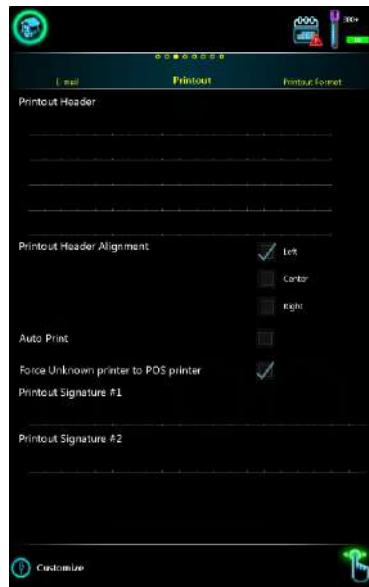 380+
E-mail Printout Printout Format
Printout Header
Printout Header Alignment
Left
Center
Right
Auto Print
Force Unknown printer to POS printer
Printout Signature #1
Printout Signature #2
Customize